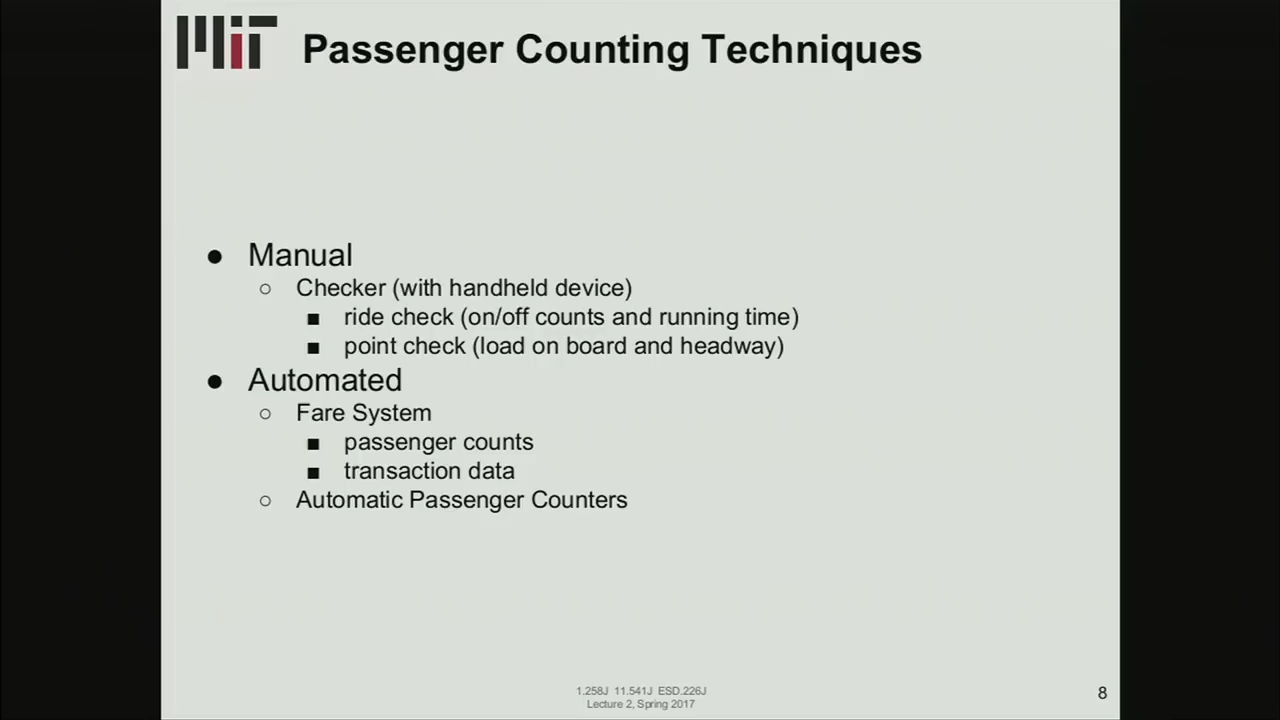 MIT
Passenger Counting Techniques
● Manual
○ Checker (with handheld device)
■ ride check (on/off counts and running time)
■ point check (load on board and headway)
● Automated
○ Fare System
■ passenger counts
■ transaction data
○ Automatic Passenger Counters
1.258J 11.541J ESD.226J
Lecture 2, Spring 2017
8